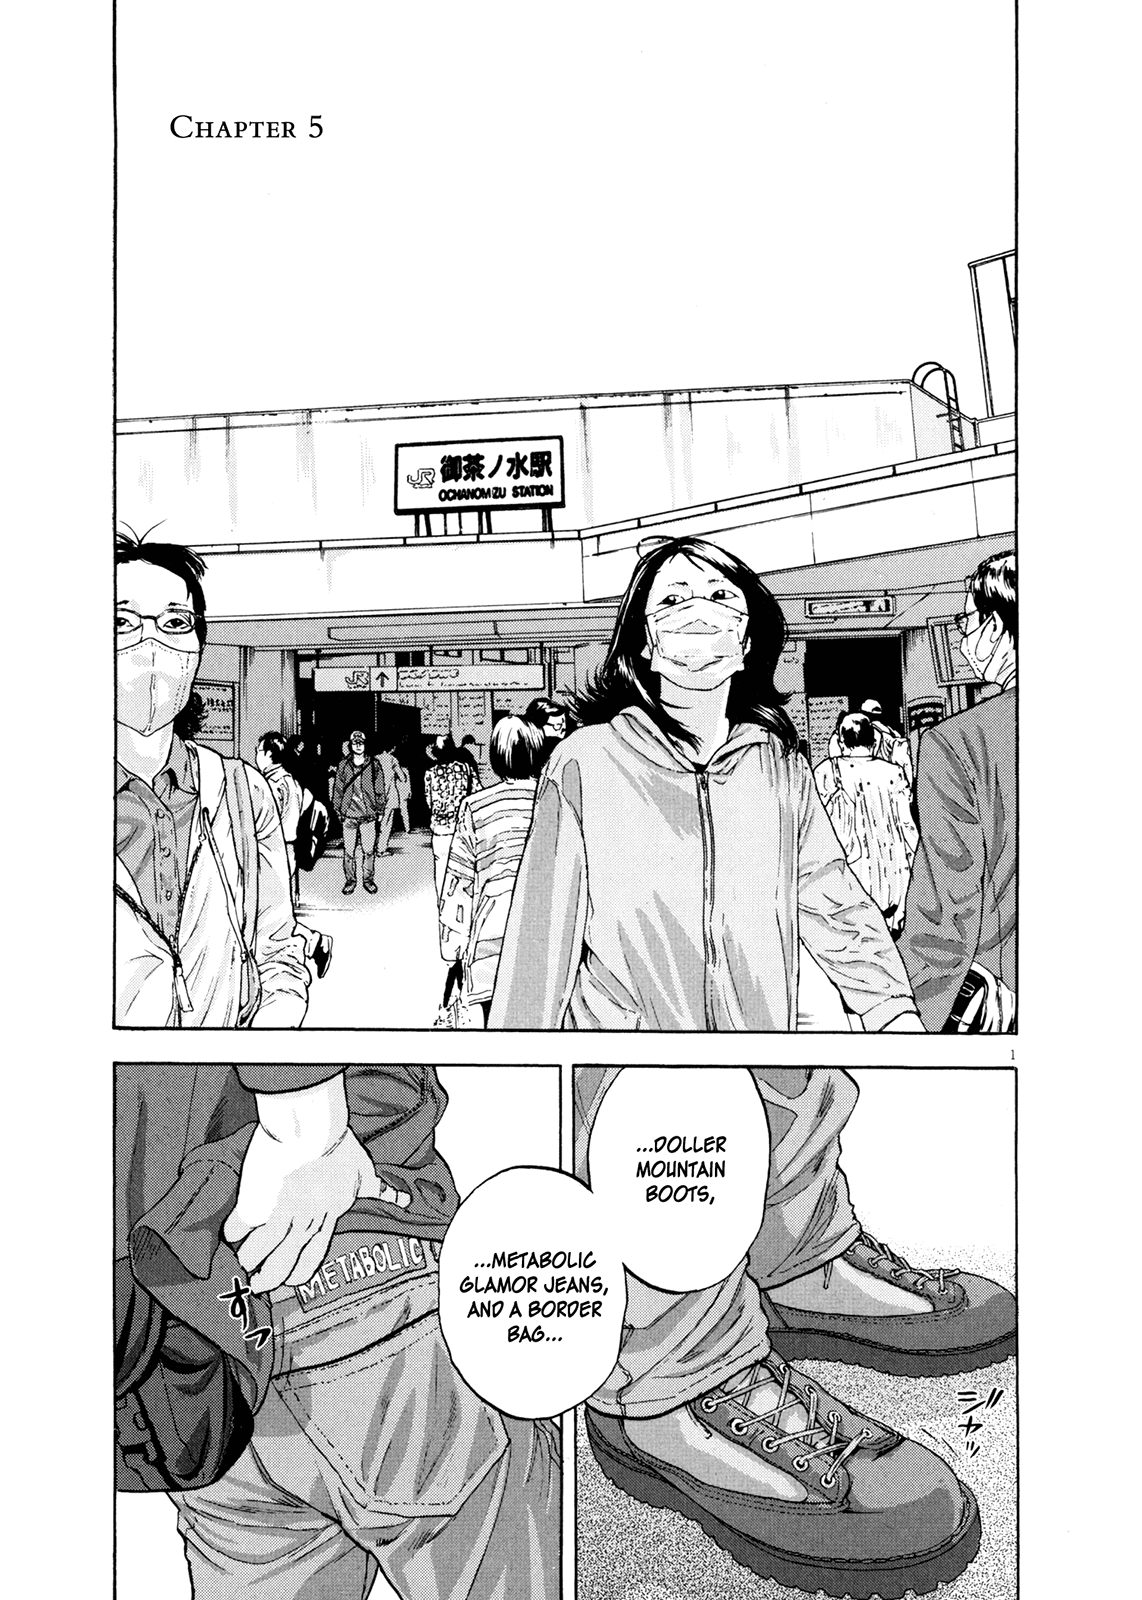 CHAPTER 5
JR 御茶ノ水駅
OCHANOMIZU STATION
JR ↑
1
...DOLLER
MOUNTAIN
BOOTS,
ジャッ
...METABOLIC
GLAMOR JEANS,
AND A BORDER
BAG...
METABOLIC
すっ